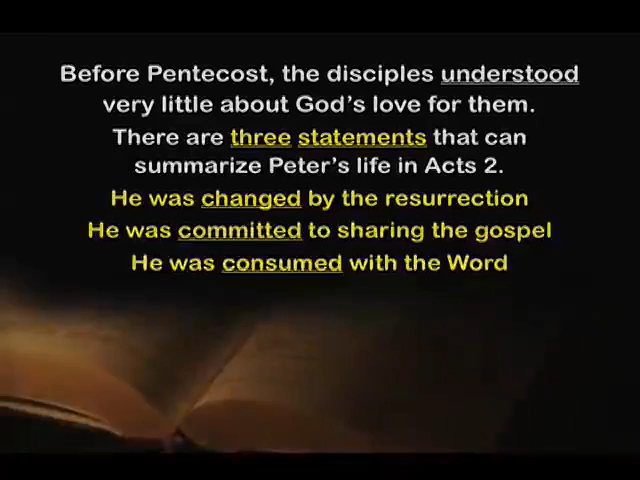 Before Pentecost, the disciples understood
very little about God's love for them.
There are three statements that can
summarize Peter's life in Acts 2.
He was changed by the resurrection
He was committed to sharing the gospel
He was consumed with the Word